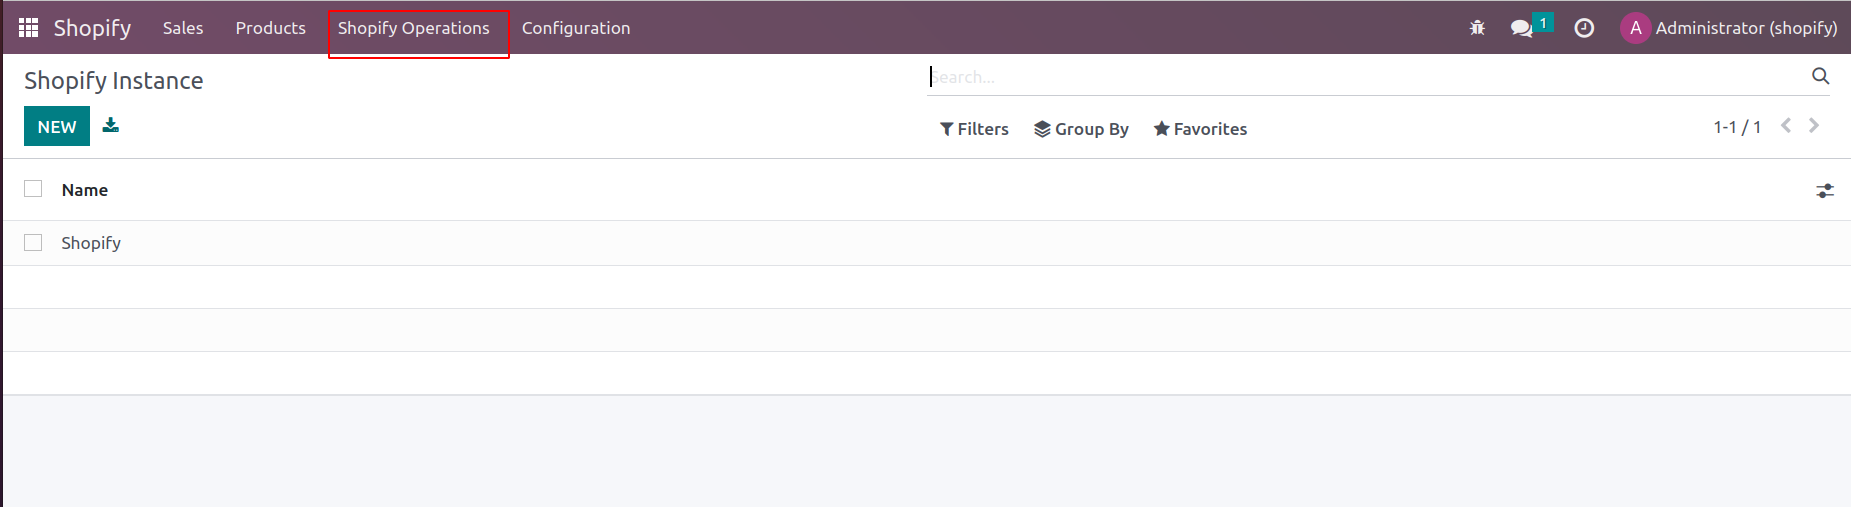 Shopify Sales Products Shopify Operations Configuration 1 A Administrator (shopify)
Shopify Instance Search...
NEW Filters Group By Favorites 1-1 / 1
Name
Shopify